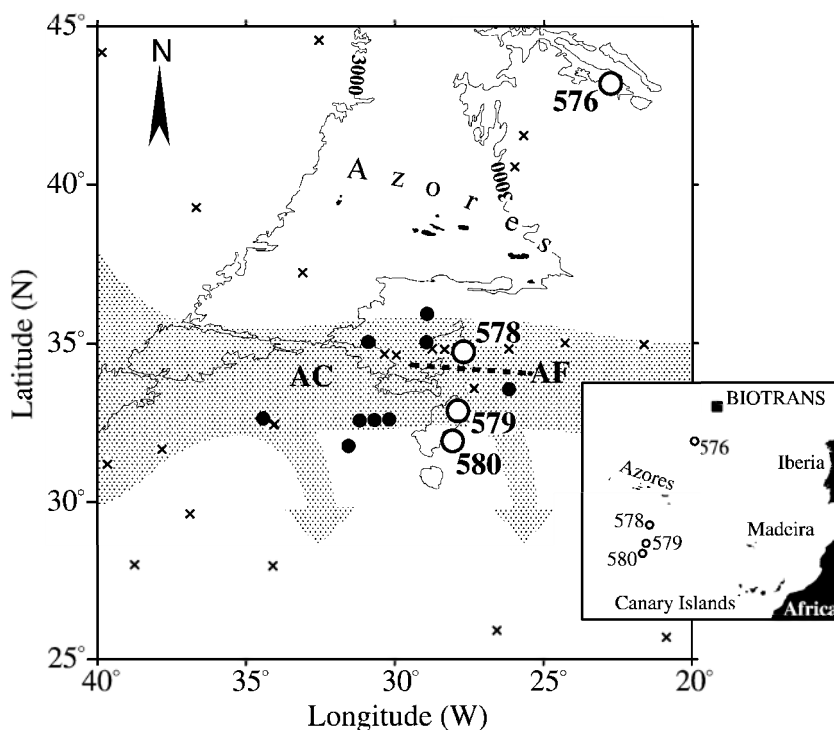 45°
N
3000
576
40°
A z o r e s
3000
Latitude (N)
35°
578
AC
AF
579
580
30°
25°
40°
35°
30°
25°
20°
Longitude (W)
BIOTRANS
576
Iberia
Azores
578
579
Madeira
580
Canary Islands
Africa